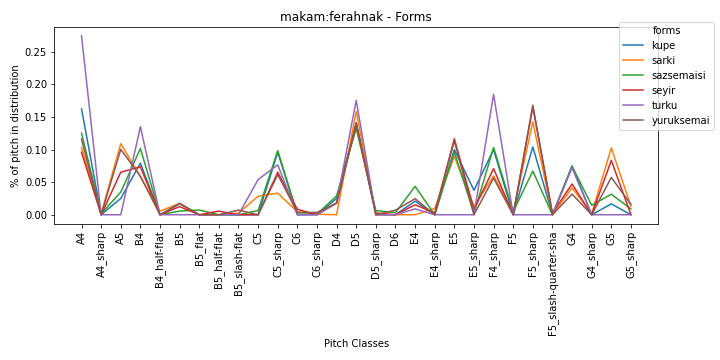 makam:ferahnak - Forms
forms
kupe
sarki
sazsemaisi
seyir
turku
yuruksemai
% of pitch in distribution
0.25
0.20
0.15
0.10
0.05
0.00
A4
A4_sharp
A5
B4
B4_half-flat
B5
B5_flat
B5_half-flat
B5_slash-flat
C5
C5_sharp
C6
C6_sharp
D4
D5
D5_sharp
D6
E4
E4_sharp
E5
E5_sharp
F4_sharp
F5
F5_sharp
F5_slash-quarter-sha
G4
G4_sharp
G5
G5_sharp
Pitch Classes